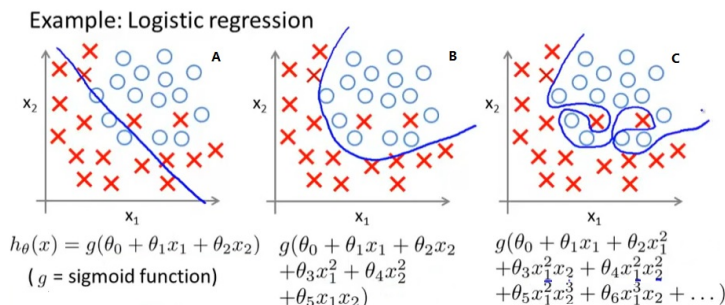 Example: Logistic regression
A
B
C
x₂
x₂
x₂
x₁
x₁
x₁
h_θ(x) = g(θ₀ + θ₁x₁ + θ₂x₂)
( g = sigmoid function)
g(θ₀ + θ₁x₁ + θ₂x₂
+θ₃x₁² + θ₄x₂²
+θ₅x₁x₂)
g(θ₀ + θ₁x₁ + θ₂x₁²
+θ₃x₁²x₂ + θ₄x₁²x₂²
+θ₅x₁²x₂³ + θ₆x₁³x₂ + ...)